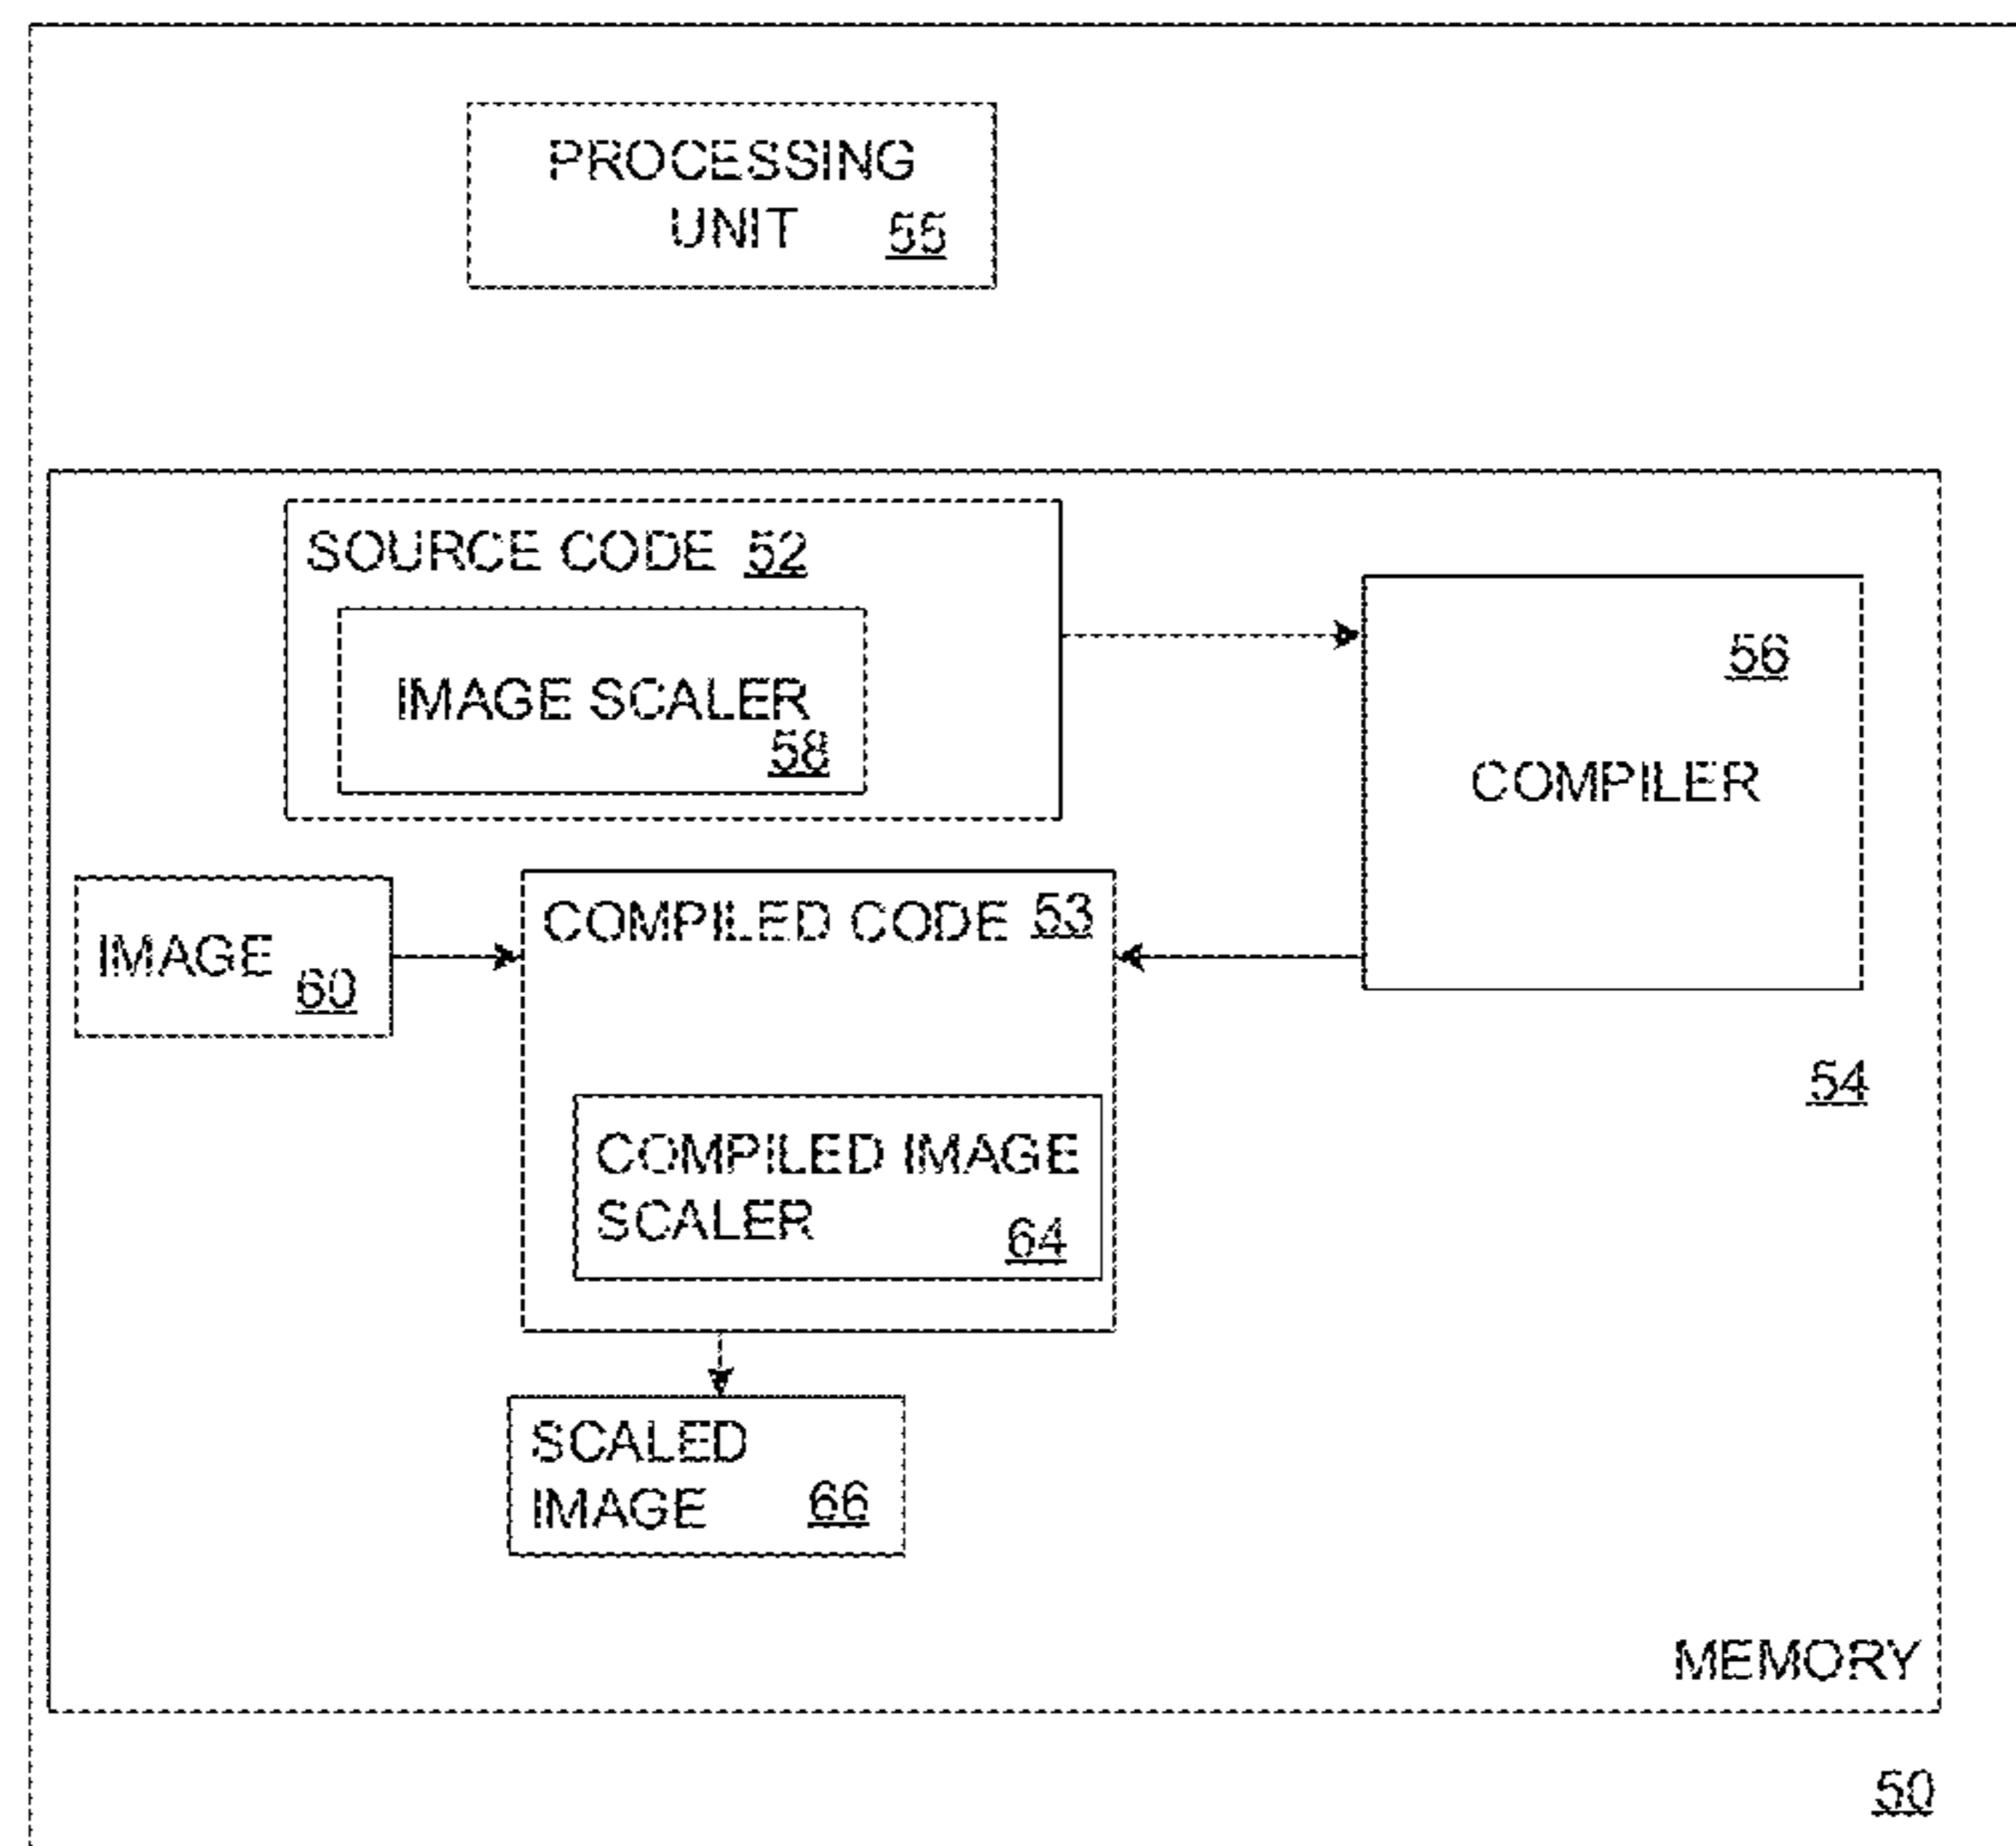 PROCESSING
UNIT 55
SOURCE CODE 52
IMAGE SCALER
58
56
COMPILER
IMAGE
60
COMPILED CODE 53
54
COMPILED IMAGE
SCALER 64
SCALED
IMAGE 66
MEMORY
50